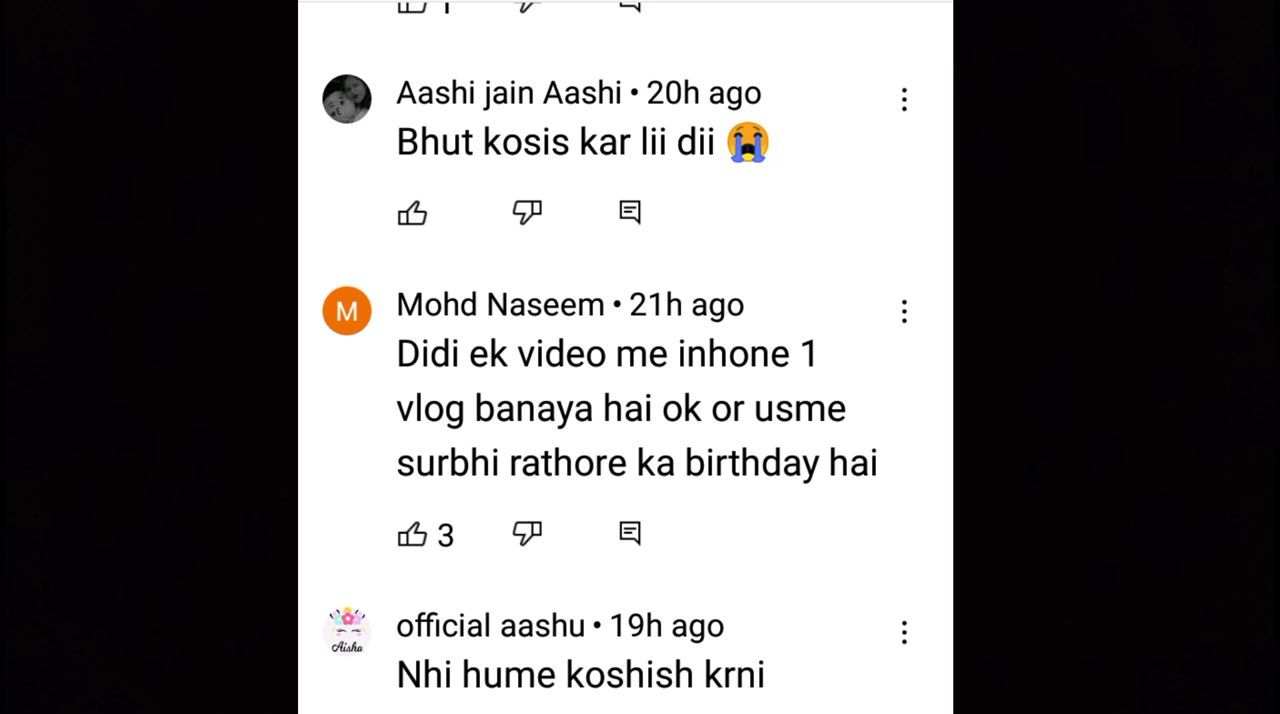 1
Aashi jain Aashi • 20h ago
Bhut kosis kar lii dii 😭
M
Mohd Naseem • 21h ago
Didi ek video me inhone 1
vlog banaya hai ok or usme
surbhi rathore ka birthday hai
3
Aisha
official aashu • 19h ago
Nhi hume koshish krni